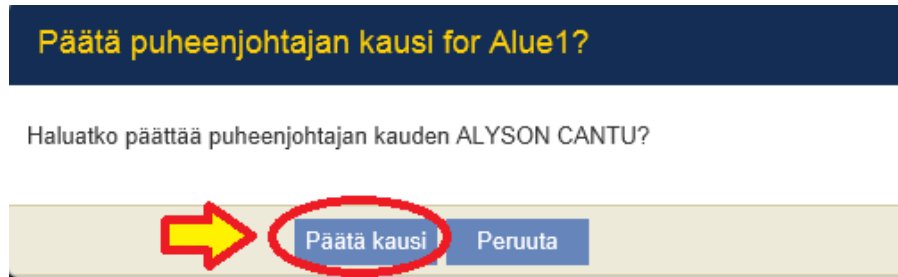 Päätä puheenjohtajan kausi for Alue1?
Haluatko päättää puheenjohtajan kauden ALYSON CANTU?
Päätä kausi Peruuta